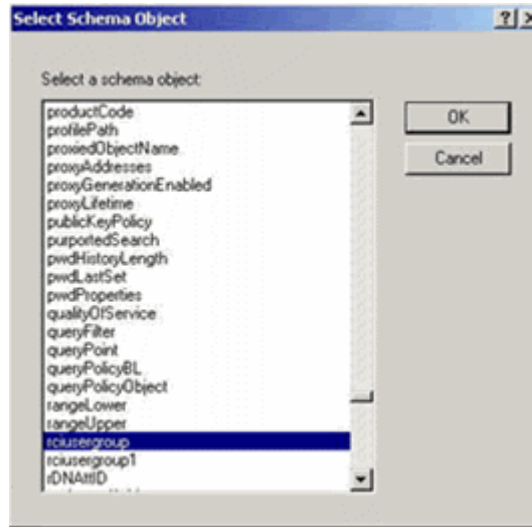 Select Schema Object
Select a schema object:
productCode
profilePath
proxiedObjectName
proxyAddresses
proxyGenerationEnabled
proxyLifetime
publicKeyPolicy
purportedSearch
pwdHistoryLength
pwdLastSet
pwdProperties
qualityOfService
queryFilter
queryPoint
queryPolicyBL
queryPolicyObject
rangeLower
rangeUpper
rciusergroup
rciusergroup1
rDNAttID
OK
Cancel